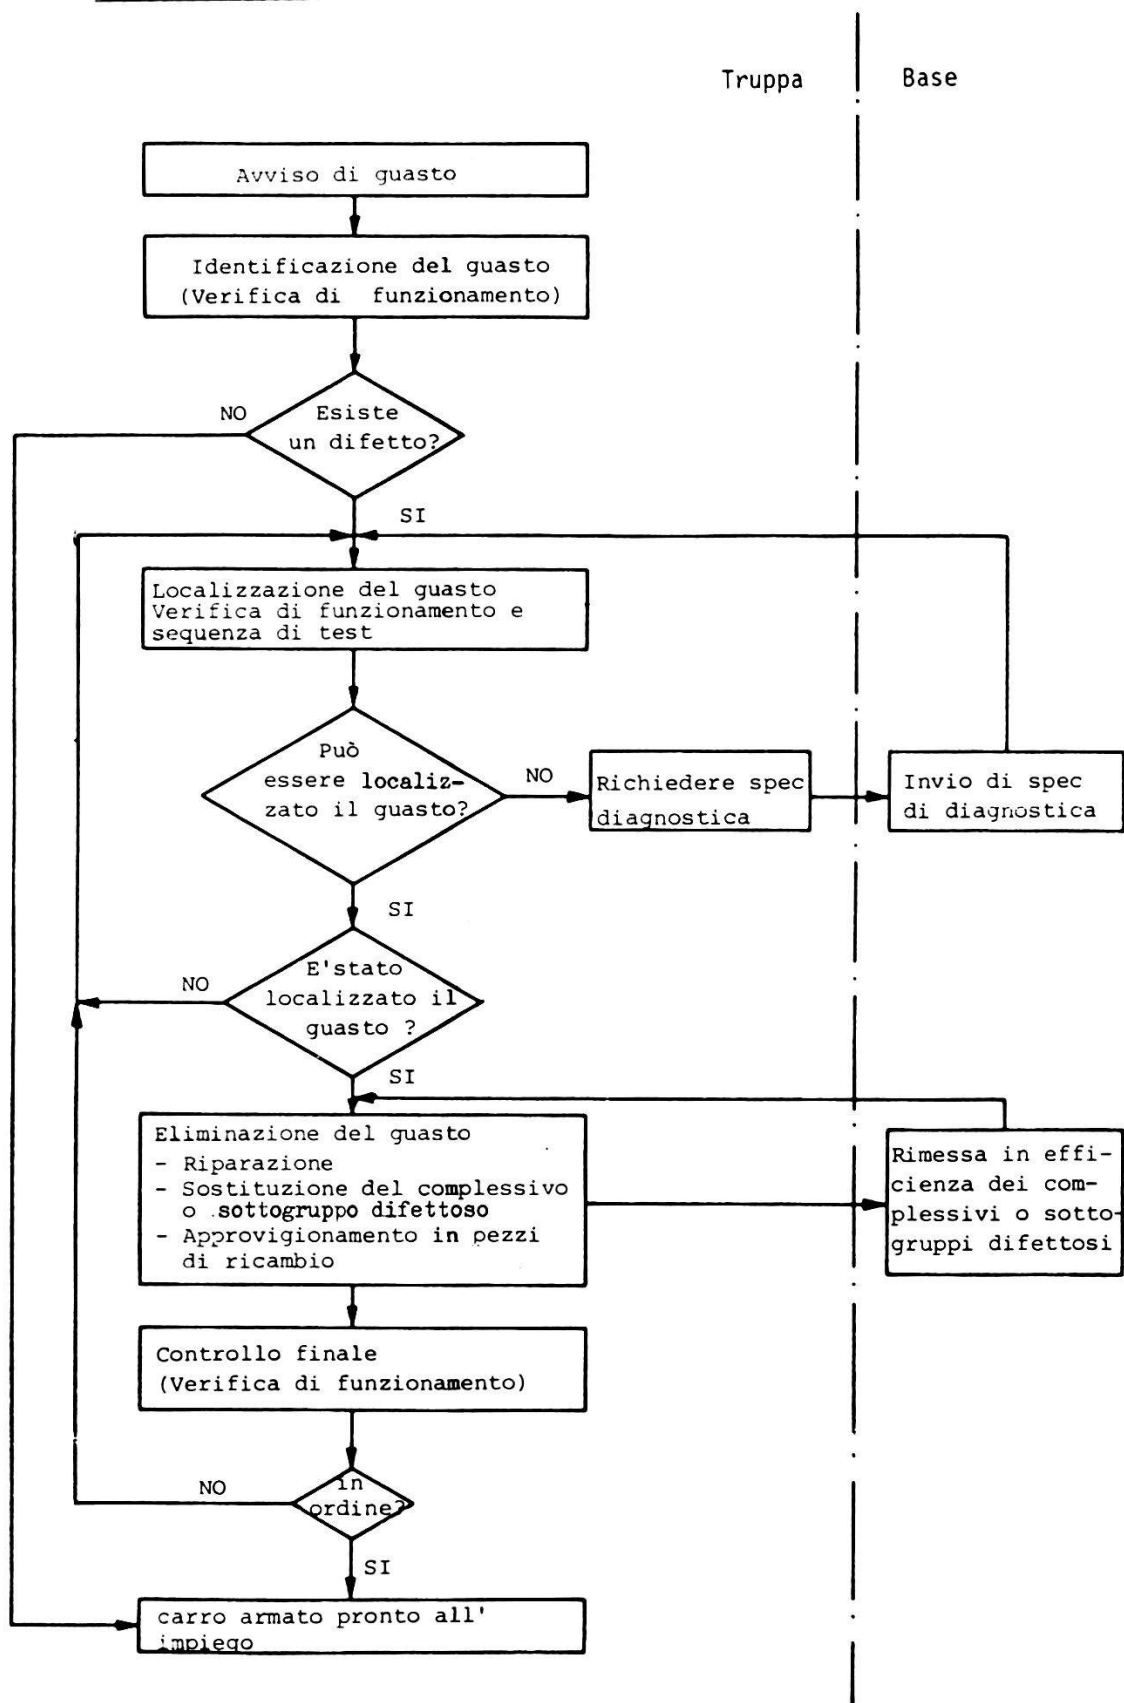 Truppa
Base
Avviso di guasto
Identificazione del guasto
(Verifica di funzionamento)
NO
Esiste
un difetto?
SI
Localizzazione del guasto
Verifica di funzionamento e
sequenza di test
Può
essere localiz-
zato il guasto?
NO
Richiedere spec
diagnostica
Invio di spec
di diagnostica
SI
E'stato
localizzato il
guasto ?
NO
SI
Eliminazione del guasto
- Riparazione
- Sostituzione del complessivo
o sottogruppo difettoso
- Approvigionamento in pezzi
di ricambio
Rimessa in effi-
cienza dei com-
plessivi o sotto-
gruppi difettosi
Controllo finale
(Verifica di funzionamento)
NO
in
ordine?
SI
carro armato pronto all'
impiego